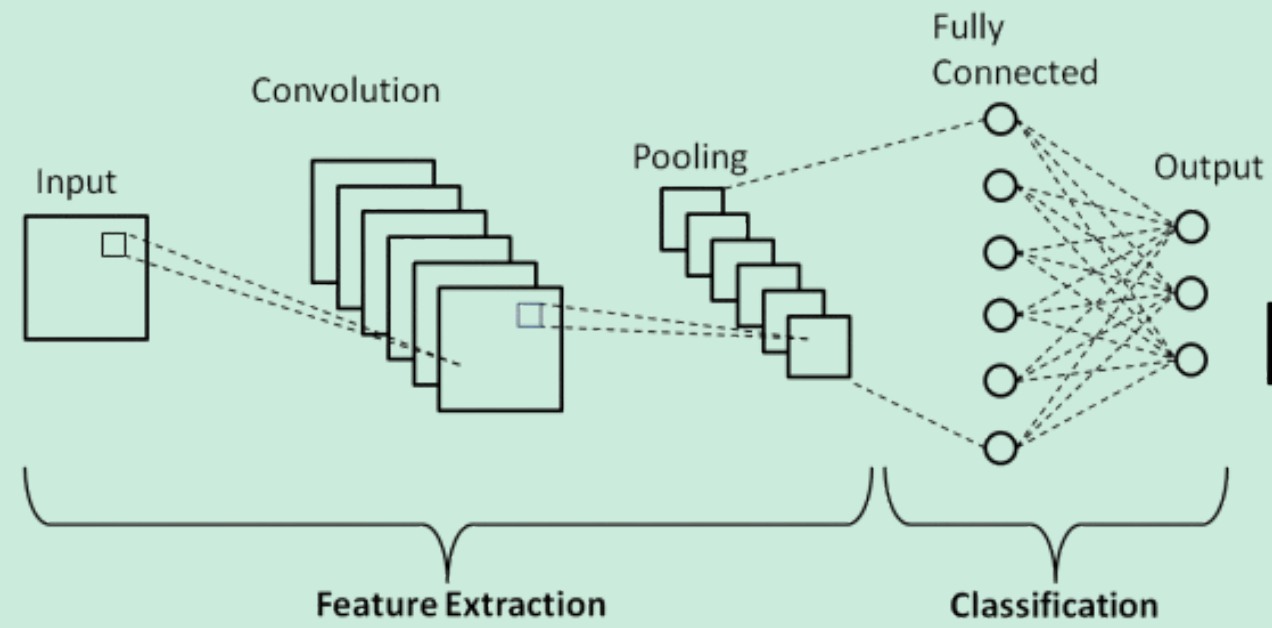 Input
Convolution
Pooling
Fully
Connected
Output
Feature Extraction
Classification